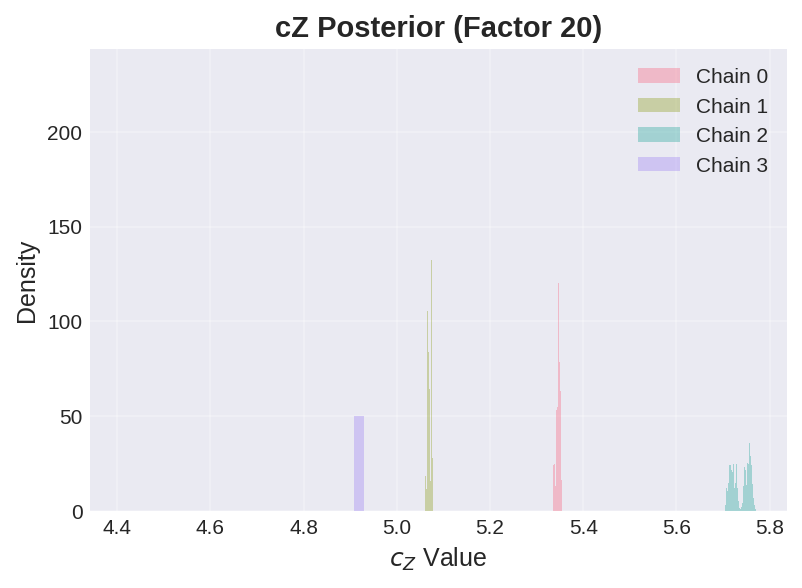 cZ Posterior (Factor 20)
Chain 0
Chain 1
Chain 2
Chain 3
200
150
100
50
0
Density
4.4 4.6 4.8 5.0 5.2 5.4 5.6 5.8
c_Z Value